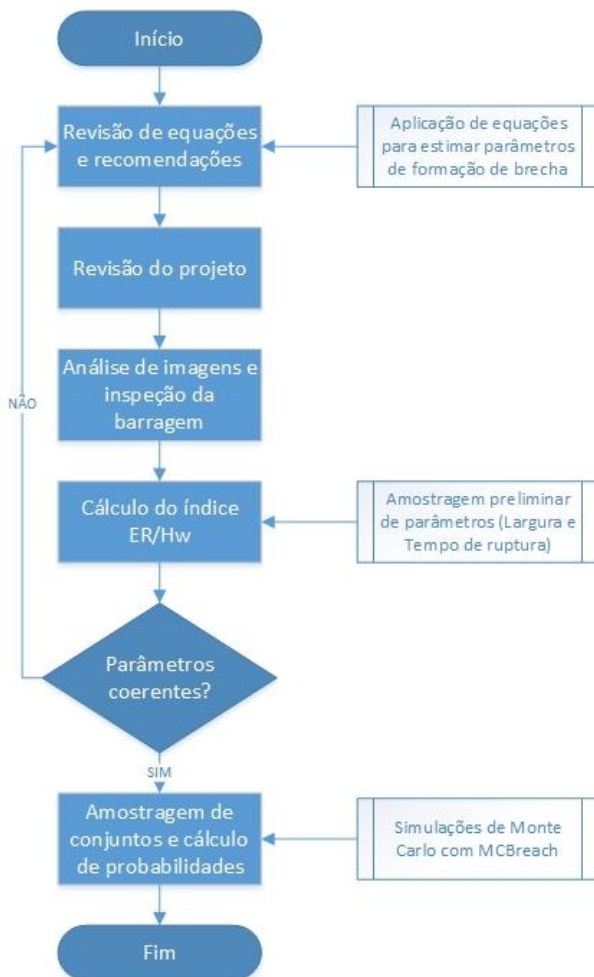 Início
Revisão de equações
e recomendações
Aplicação de equações
para estimar parâmetros
de formação de brecha
Revisão do projeto
Análise de imagens e
inspeção da
barragem
NÃO
Cálculo do índice
ER/Hw
Amostragem preliminar
de parâmetros (Largura e
Tempo de ruptura)
Parâmetros
coerentes?
SIM
Amostragem de
conjuntos e cálculo
de probabilidades
Simulações de Monte
Carlo com MCBreach
Fim